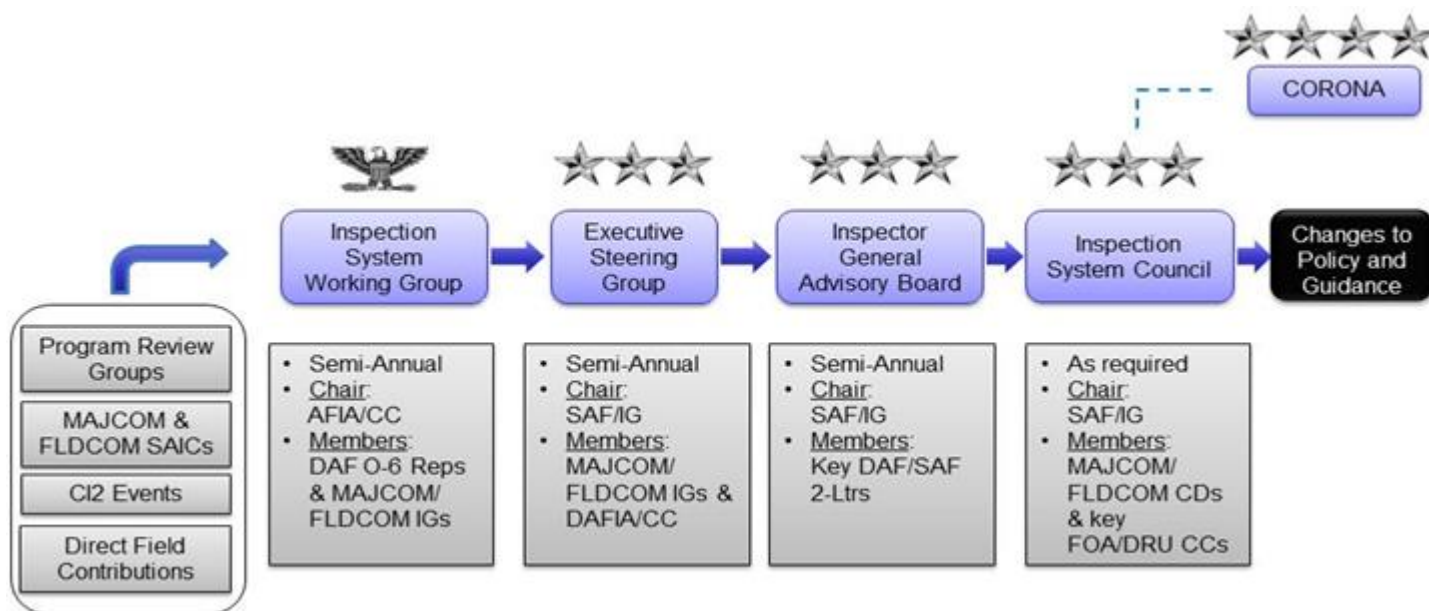 CORONA
Inspection
System
Working Group
Executive
Steering
Group
Inspector
General
Advisory Board
Inspection
System Council
Changes to
Policy and
Guidance
Program Review
Groups
MAJCOM &
FLDCOM SAICs
CI2 Events
Direct Field
Contributions
• Semi-Annual
• Chair:
AFIA/CC
• Members:
DAF O-6 Reps
& MAJCOM/
FLDCOM IGs
• Semi-Annual
• Chair:
SAF/IG
• Members:
MAJCOM/
FLDCOM IGs &
DAFIA/CC
• Semi-Annual
• Chair:
SAF/IG
• Members:
Key DAF/SAF
2-Ltrs
• As required
• Chair:
SAF/IG
• Members:
MAJCOM/
FLDCOM CDs
& key
FOA/DRU CCs